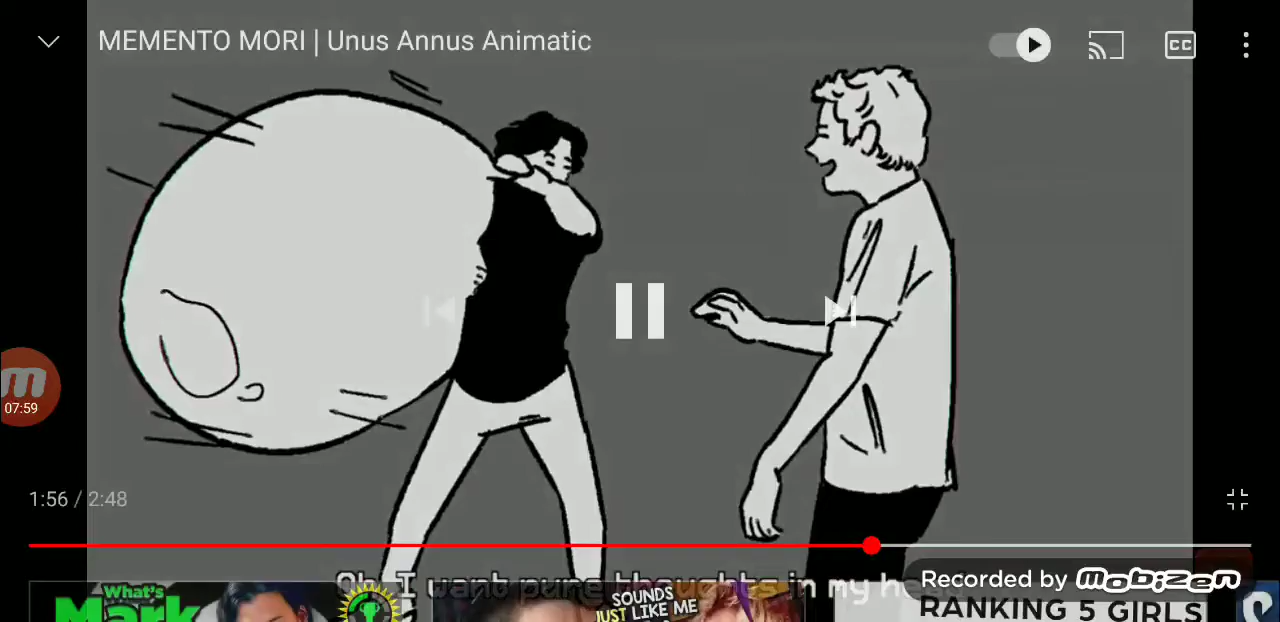 MEMENTO MORI | Unus Annus Animatic
CC
07:59
1:56 / 2:48
Oh, I want pure thoughts in my
Recorded by mobizen
What's
Mark
SOUNDS
JUST LIKE ME
RANKING 5 GIRLS